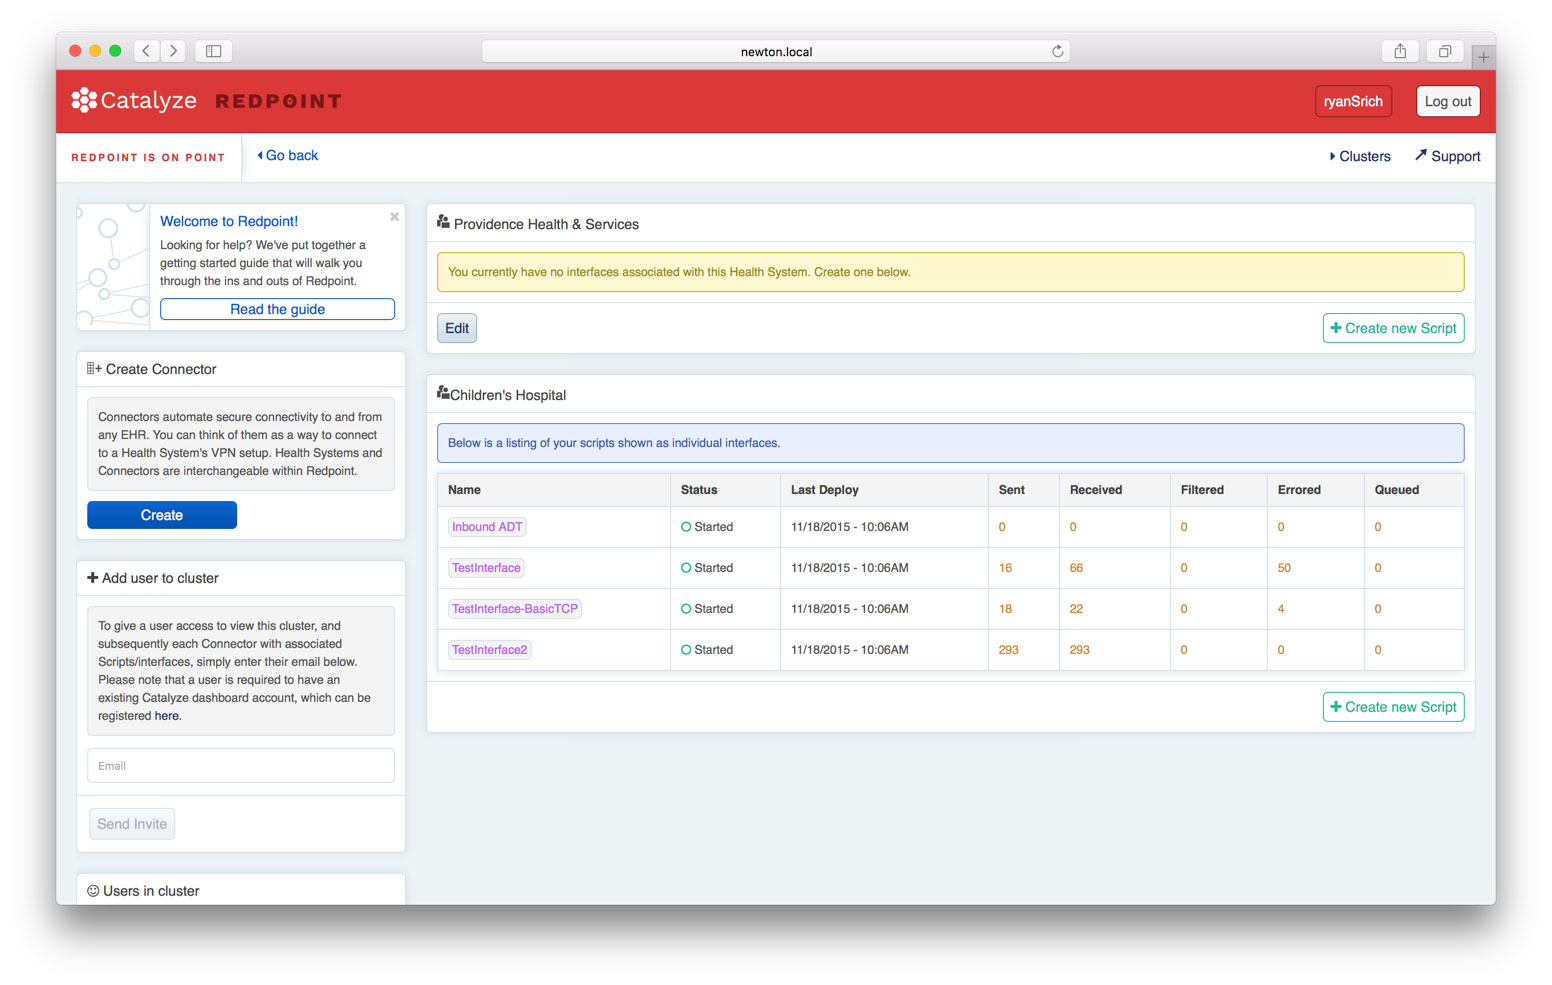 newton.local
Catalyze REDPOINT
ryanSrich
Log out
REDPOINT IS ON POINT
Go back
Clusters
Support
Welcome to Redpoint!
Looking for help? We've put together a
getting started guide that will walk you
through the ins and outs of Redpoint.
Read the guide
Create Connector
Connectors automate secure connectivity to and from
any EHR. You can think of them as a way to connect
to a Health System's VPN setup. Health Systems and
Connectors are interchangeable within Redpoint.
Create
Add user to cluster
To give a user access to view this cluster, and
subsequently each Connector with associated
Scripts/interfaces, simply enter their email below.
Please note that a user is required to have an
existing Catalyze dashboard account, which can be
registered here.
Email
Send Invite
Users in cluster
Providence Health & Services
You currently have no interfaces associated with this Health System. Create one below.
Edit
+ Create new Script
Children's Hospital
Below is a listing of your scripts shown as individual interfaces.
Name Status Last Deploy Sent Received Filtered Errored Queued
Inbound ADT Started 11/18/2015 - 10:06AM 0 0 0 0 0
TestInterface Started 11/18/2015 - 10:06AM 16 66 0 50 0
TestInterface-BasicTCP Started 11/18/2015 - 10:06AM 18 22 0 4 0
TestInterface2 Started 11/18/2015 - 10:06AM 293 293 0 0 0
+ Create new Script